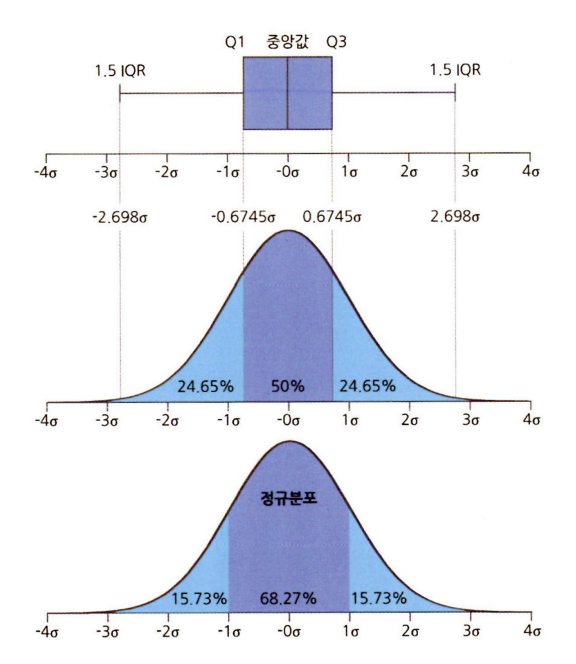 Q1 중앙값 Q3
1.5 IQR 1.5 IQR
-4σ -3σ -2σ -1σ -0σ 1σ 2σ 3σ 4σ
-2.698σ -0.6745σ 0.6745σ 2.698σ
24.65% 50% 24.65%
-4σ -3σ -2σ -1σ -0σ 1σ 2σ 3σ 4σ
정규분포
15.73% 68.27% 15.73%
-4σ -3σ -2σ -1σ -0σ 1σ 2σ 3σ 4σ